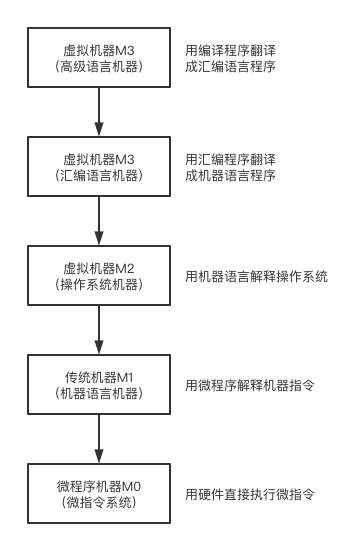 虚拟机器M3
（高级语言机器）
用编译程序翻译
成汇编语言程序
虚拟机器M3
（汇编语言机器）
用汇编程序翻译
成机器语言程序
虚拟机器M2
（操作系统机器）
用机器语言解释操作系统
传统机器M1
（机器语言机器）
用微程序解释机器指令
微程序机器M0
（微指令系统）
用硬件直接执行微指令